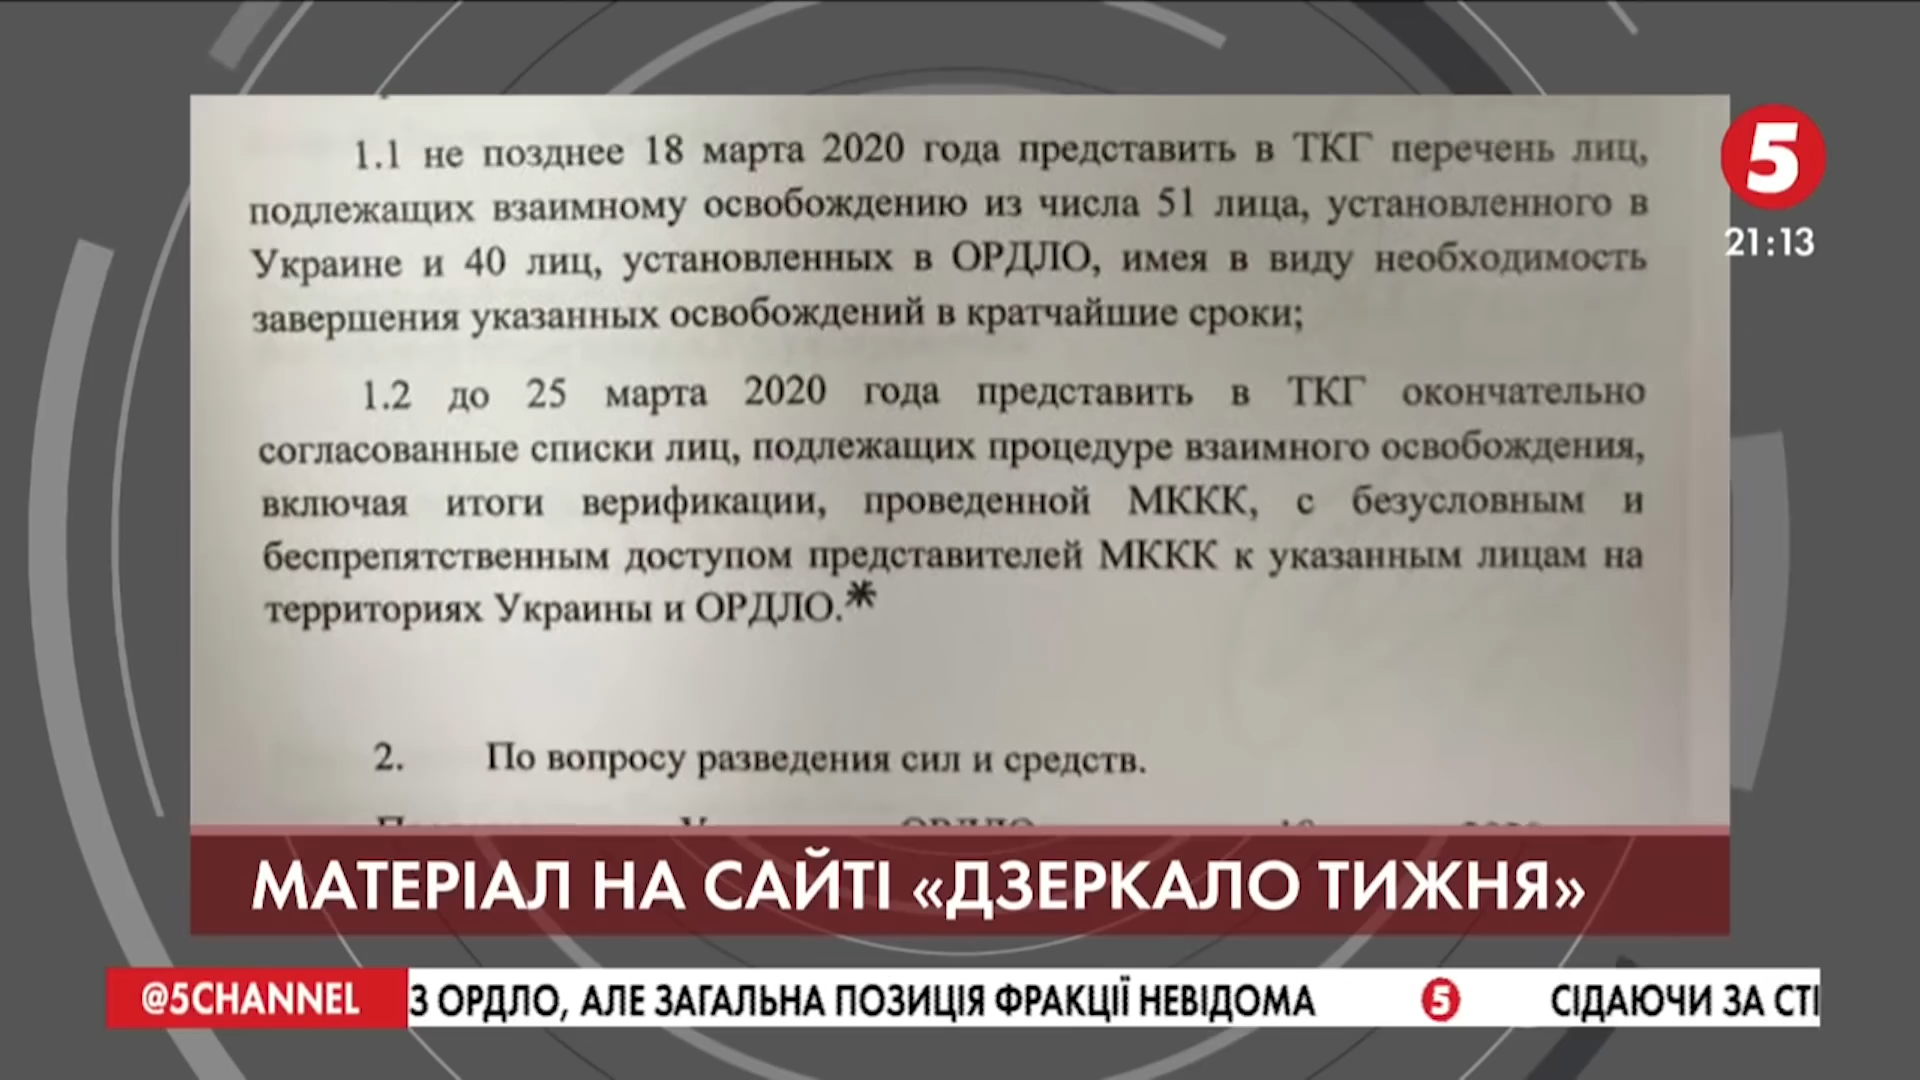 1.1 не позднее 18 марта 2020 года представить в ТКГ перечень лиц,
подлежащих взаимному освобождению из числа 51 лица, установленного в
Украине и 40 лиц, установленных в ОРДЛО, имея в виду необходимость
завершения указанных освобождений в кратчайшие сроки;
1.2 до 25 марта 2020 года представить в ТКГ окончательно
согласованные списки лиц, подлежащих процедуре взаимного освобождения,
включая итоги верификации, проведенной МККК, с безусловным и
беспрепятственным доступом представителей МККК к указанным лицам на
территориях Украины и ОРДЛО.*
2. По вопросу разведения сил и средств.
5
21:13
МАТЕРІАЛ НА САЙТІ «ДЗЕРКАЛО ТИЖНЯ»
@5CHANNEL З ОРДЛО, АЛЕ ЗАГАЛЬНА ПОЗИЦІЯ ФРАКЦІЇ НЕВІДОМА 5 СІДАЮЧИ ЗА СТІ